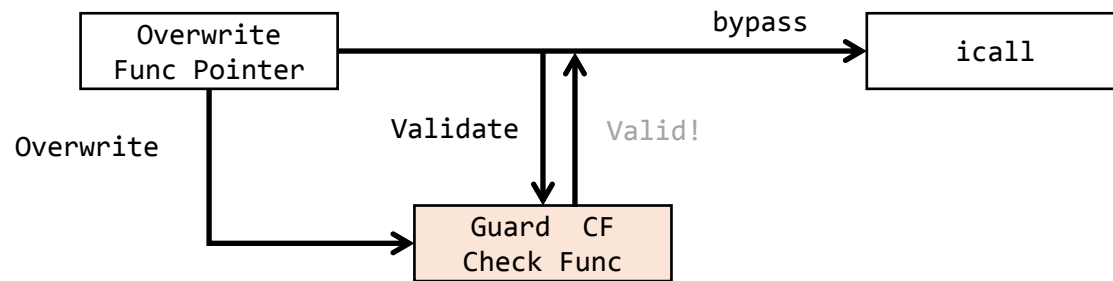 bypass
Overwrite
Func Pointer
icall
Overwrite
Validate
Valid!
Guard  CF
Check Func